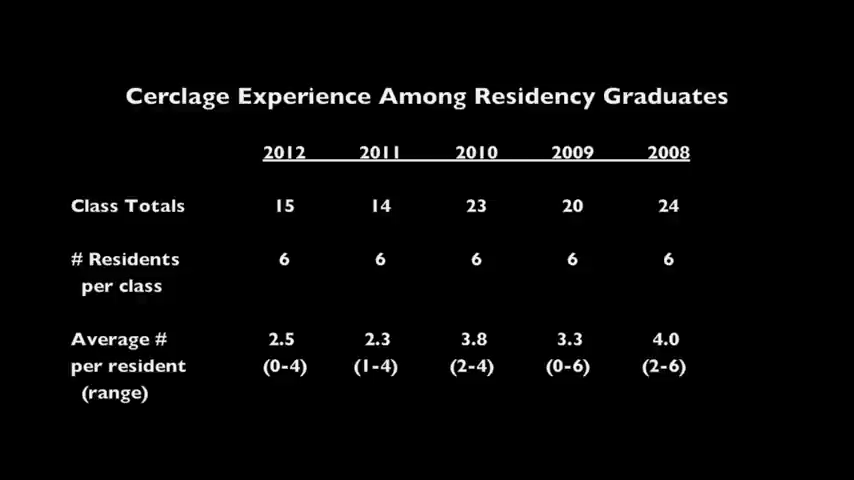 Cerclage Experience Among Residency Graduates
2012 2011 2010 2009 2008
Class Totals 15 14 23 20 24
# Residents 6 6 6 6 6
per class
Average # 2.5 2.3 3.8 3.3 4.0
per resident (0-4) (1-4) (2-4) (0-6) (2-6)
(range)